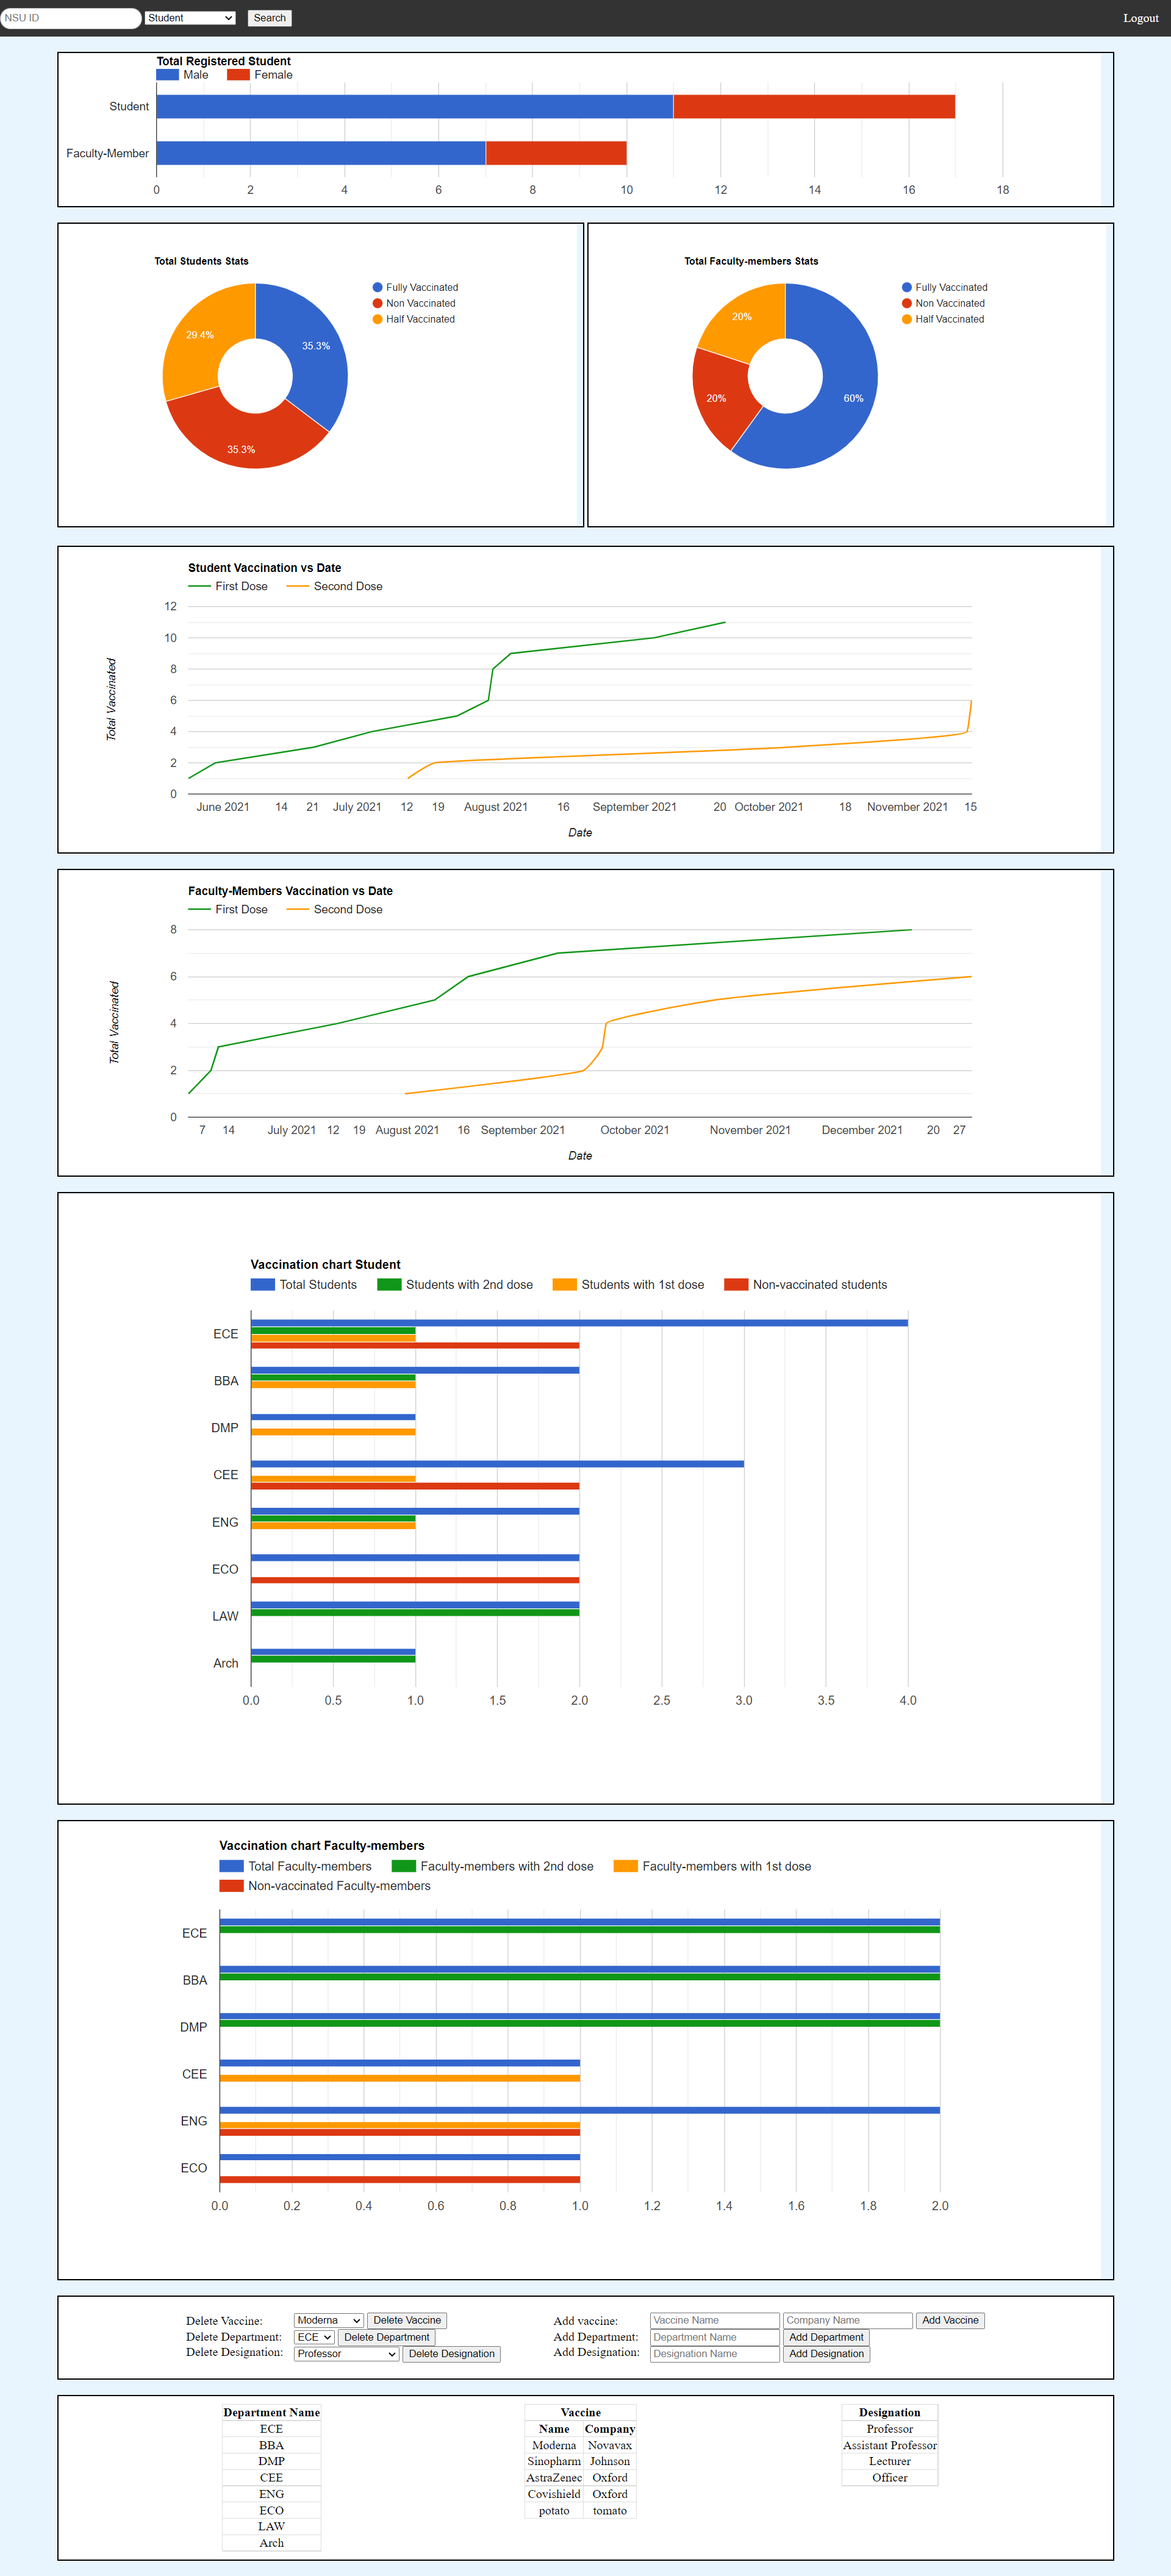 NSU ID Student Search Logout
Total Registered Student
Male Female
Student
Faculty-Member
0 2 4 6 8 10 12 14 16 18
Total Students Stats
Fully Vaccinated
Non Vaccinated
Half Vaccinated
29.4%
35.3%
35.3%
Total Faculty-members Stats
Fully Vaccinated
Non Vaccinated
Half Vaccinated
20%
20%
60%
Student Vaccination vs Date
First Dose Second Dose
12
10
8
6
4
2
0
Total Vaccinated
June 2021 14 21 July 2021 12 19 August 2021 16 September 2021 20 October 2021 18 November 2021 15
Date
Faculty-Members Vaccination vs Date
First Dose Second Dose
8
6
4
2
0
Total Vaccinated
7 14 July 2021 12 19 August 2021 16 September 2021 October 2021 November 2021 December 2021 20 27
Date
Vaccination chart Student
Total Students Students with 2nd dose Students with 1st dose Non-vaccinated students
ECE
BBA
DMP
CEE
ENG
ECO
LAW
Arch
0.0 0.5 1.0 1.5 2.0 2.5 3.0 3.5 4.0
Vaccination chart Faculty-members
Total Faculty-members Faculty-members with 2nd dose Faculty-members with 1st dose
Non-vaccinated Faculty-members
ECE
BBA
DMP
CEE
ENG
ECO
0.0 0.2 0.4 0.6 0.8 1.0 1.2 1.4 1.6 1.8 2.0
Delete Vaccine: Moderna Delete Vaccine Add vaccine: Vaccine Name Company Name Add Vaccine
Delete Department: ECE Delete Department Add Department: Department Name Add Department
Delete Designation: Professor Delete Designation Add Designation: Designation Name Add Designation
Department Name
ECE
BBA
DMP
CEE
ENG
ECO
LAW
Arch
Vaccine
Name Company
Moderna Novavax
Sinopharm Johnson
AstraZenec Oxford
Covishield Oxford
potato tomato
Designation
Professor
Assistant Professor
Lecturer
Officer